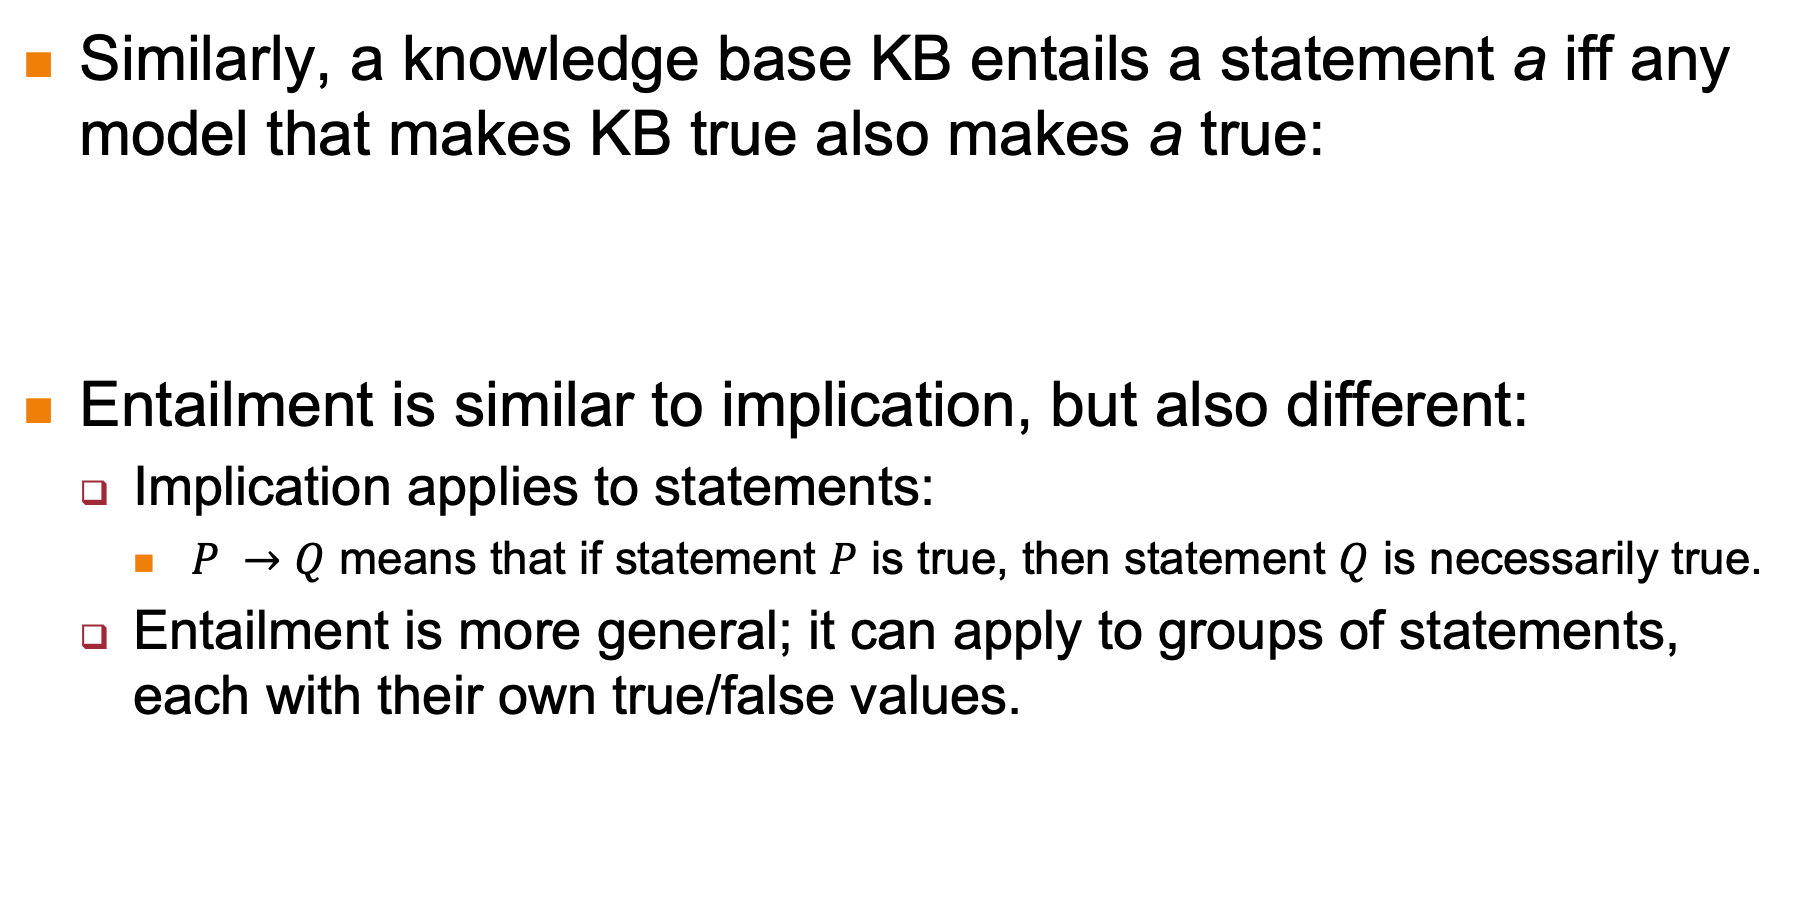 Similarly, a knowledge base KB entails a statement a iff any
model that makes KB true also makes a true:
Entailment is similar to implication, but also different:
Implication applies to statements:
P → Q means that if statement P is true, then statement Q is necessarily true.
Entailment is more general; it can apply to groups of statements,
each with their own true/false values.